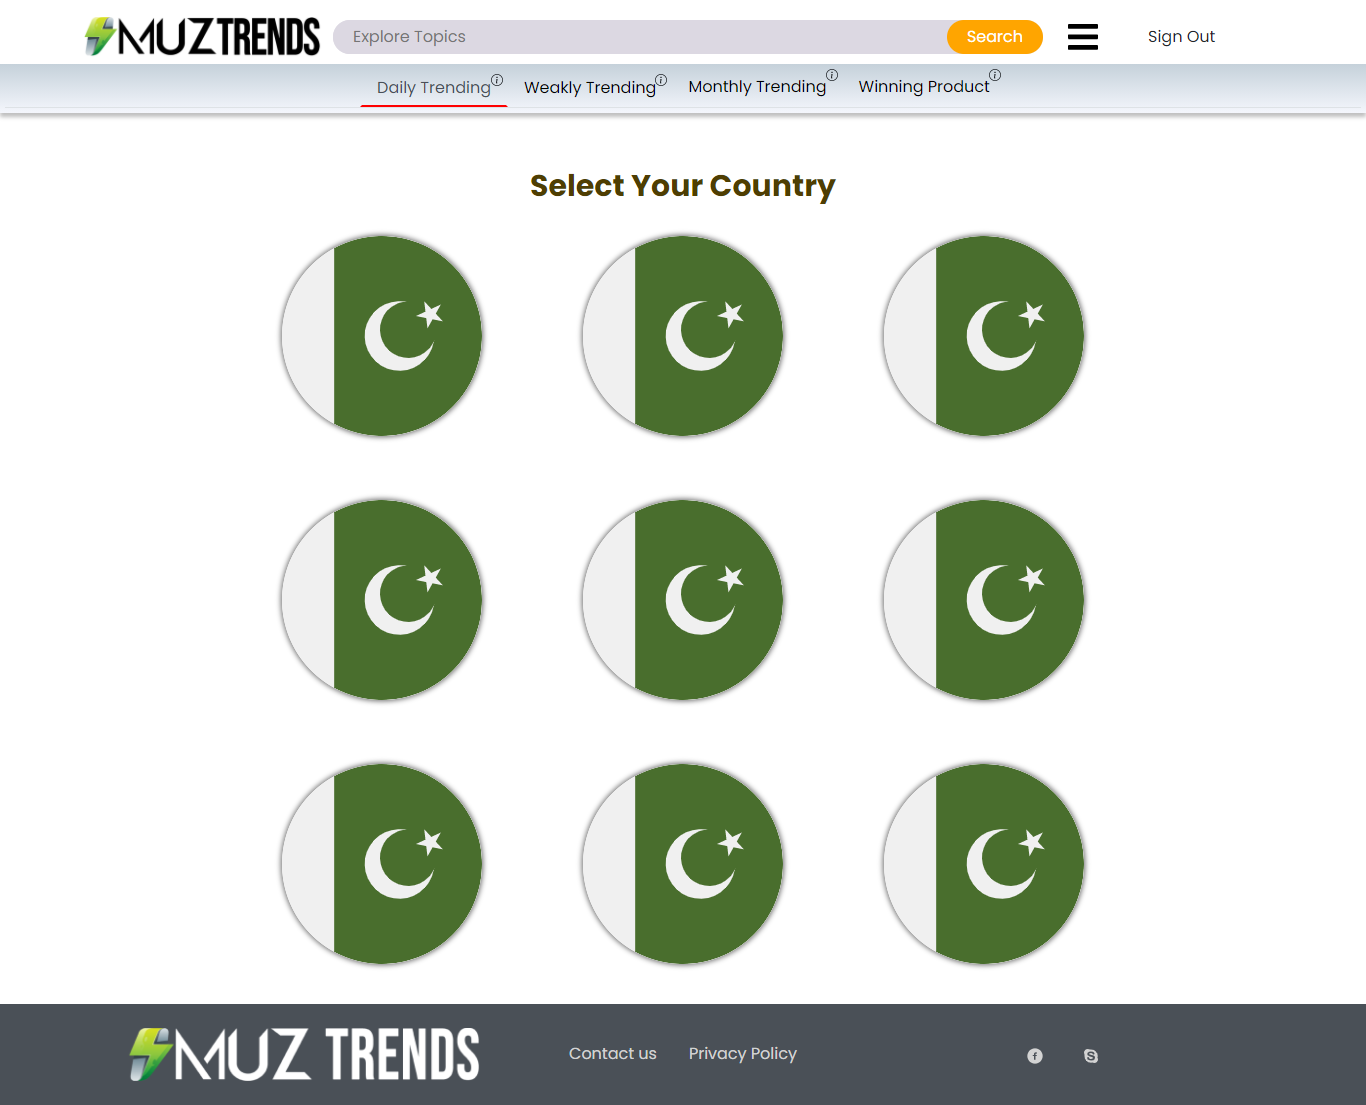 MUZTRENDS
Explore Topics
Search
Sign Out
Daily Trending
Weakly Trending
Monthly Trending
Winning Product
Select Your Country
MUZ TRENDS
Contact us
Privacy Policy